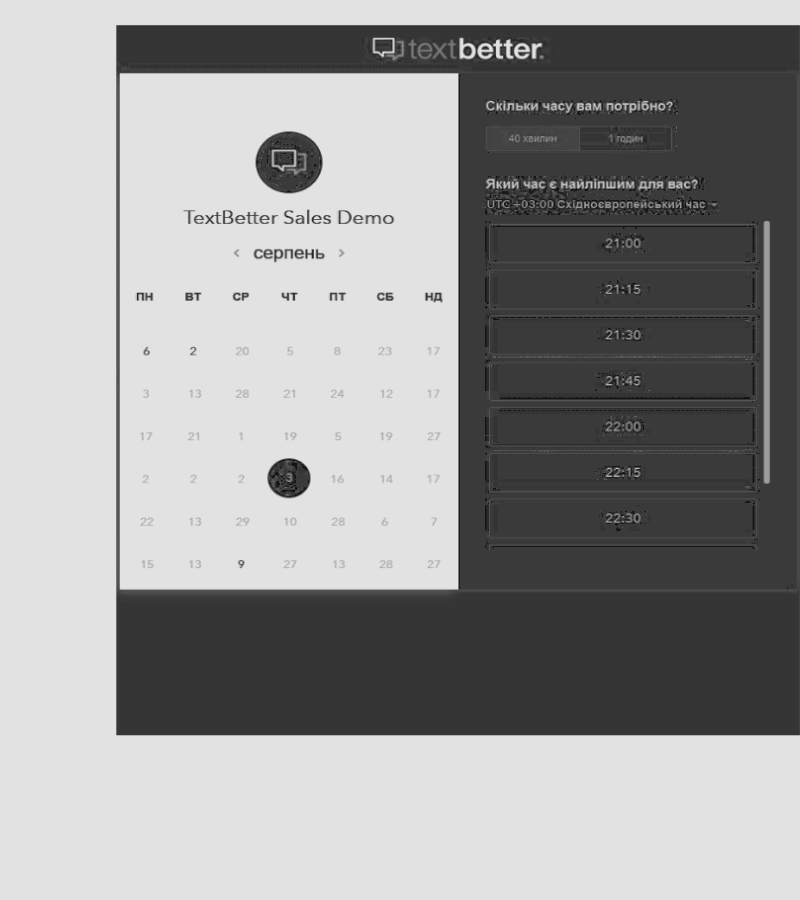 textbetter.
TextBetter Sales Demo
‹ серпень ›
ПН ВТ СР ЧТ ПТ СБ НД
6 2 20 5 8 23 17
3 13 28 21 24 12 17
17 21 1 19 5 19 27
2 2 2 3 16 14 17
22 13 29 10 28 6 7
15 13 9 27 13 28 27
Скільки часу вам потрібно?
40 хвилин 1 годин
Який час є найліпшим для вас?
UTC +03:00 Східноєвропейський час
21:00
21:15
21:30
21:45
22:00
22:15
22:30